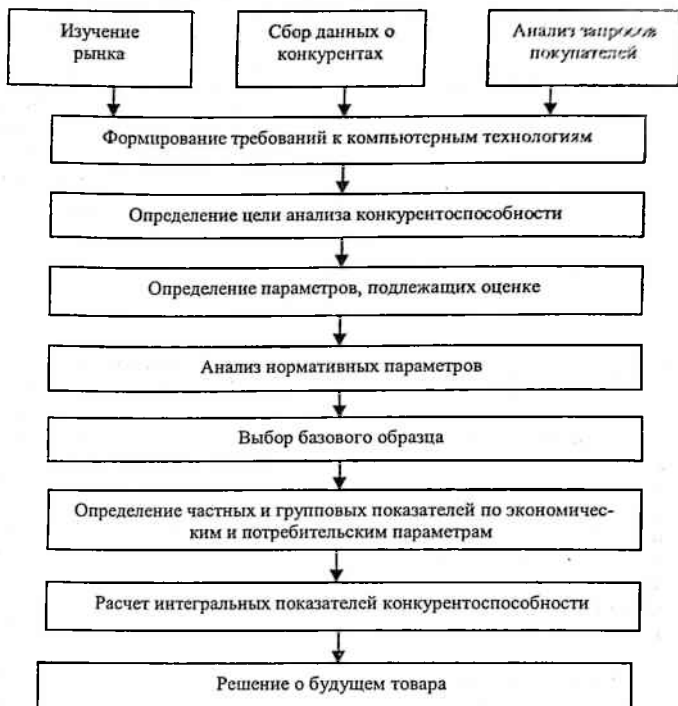 Изучение
рынка
Сбор данных о
конкурентах
Анализ запросов
покупателей
Формирование требований к компьютерным технологиям
Определение цели анализа конкурентоспособности
Определение параметров, подлежащих оценке
Анализ нормативных параметров
Выбор базового образца
Определение частных и групповых показателей по экономичес-
ким и потребительским параметрам
Расчет интегральных показателей конкурентоспособности
Решение о будущем товара